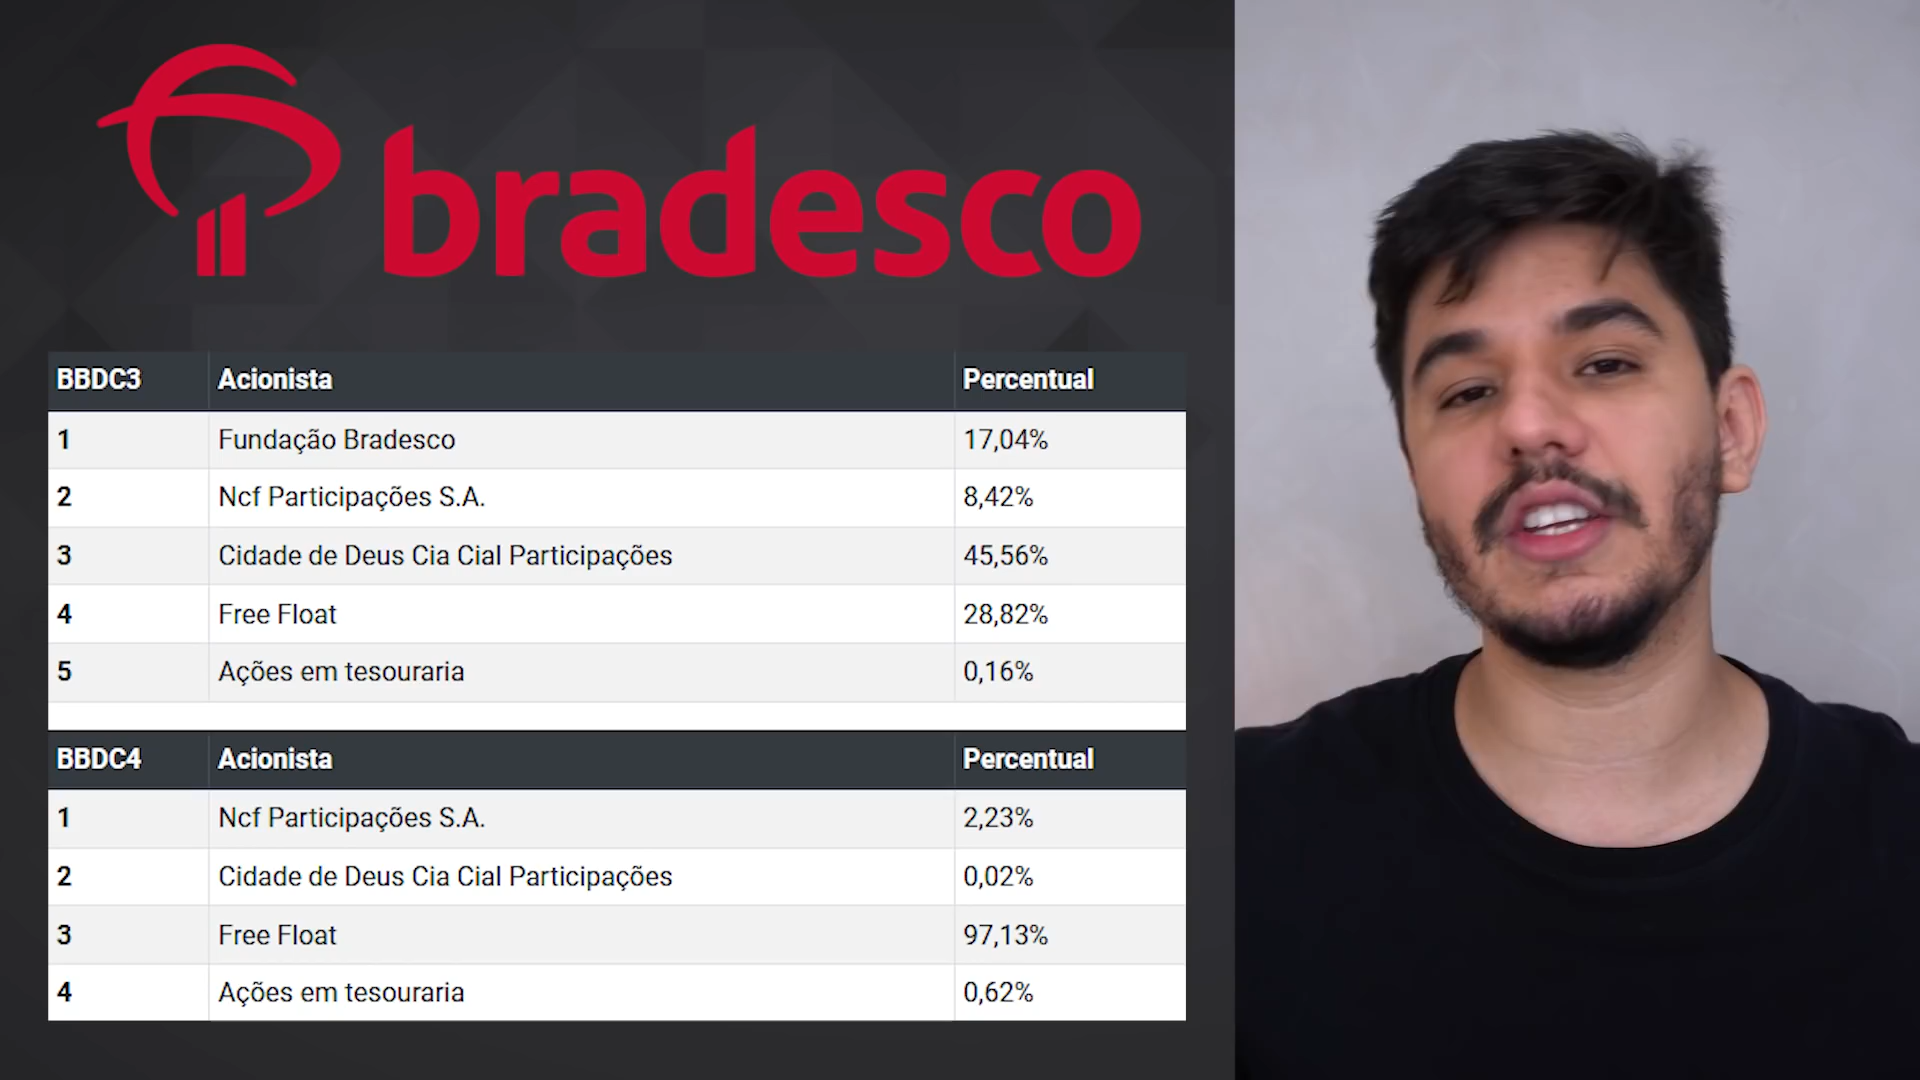 bradesco
BBDC3 Acionista Percentual
1 Fundação Bradesco 17,04%
2 Ncf Participações S.A. 8,42%
3 Cidade de Deus Cia Cial Participações 45,56%
4 Free Float 28,82%
5 Ações em tesouraria 0,16%
BBDC4 Acionista Percentual
1 Ncf Participações S.A. 2,23%
2 Cidade de Deus Cia Cial Participações 0,02%
3 Free Float 97,13%
4 Ações em tesouraria 0,62%